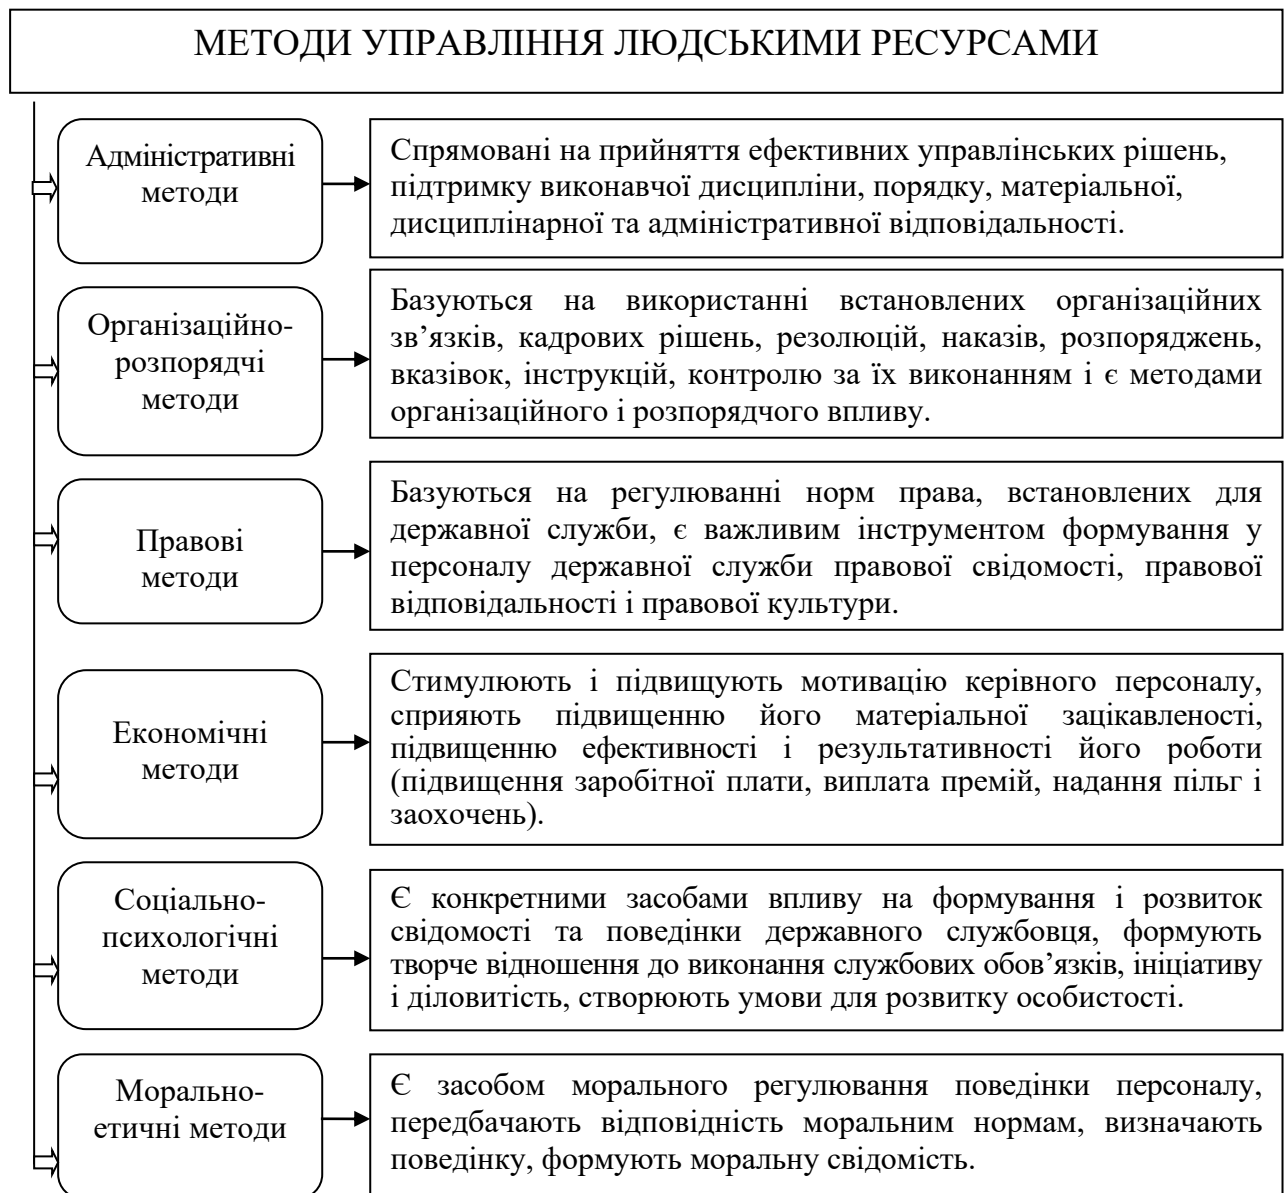 МЕТОДИ УПРАВЛІННЯ ЛЮДСЬКИМИ РЕСУРСАМИ
Адміністративні
методи
Спрямовані на прийняття ефективних управлінських рішень,
підтримку виконавчої дисципліни, порядку, матеріальної,
дисциплінарної та адміністративної відповідальності.
Організаційно-
розпорядчі
методи
Базуються на використанні встановлених організаційних
зв’язків, кадрових рішень, резолюцій, наказів, розпоряджень,
вказівок, інструкцій, контролю за їх виконанням і є методами
організаційного і розпорядчого впливу.
Правові
методи
Базуються на регулюванні норм права, встановлених для
державної служби, є важливим інструментом формування у
персоналу державної служби правової свідомості, правової
відповідальності і правової культури.
Економічні
методи
Стимулюють і підвищують мотивацію керівного персоналу,
сприяють підвищенню його матеріальної зацікавленості,
підвищенню ефективності і результативності його роботи
(підвищення заробітної плати, виплата премій, надання пільг і
заохочень).
Соціально-
психологічні
методи
Є конкретними засобами впливу на формування і розвиток
свідомості та поведінки державного службовця, формують
творче відношення до виконання службових обов’язків, ініціативу
і діловитість, створюють умови для розвитку особистості.
Морально-
етичні методи
Є засобом морального регулювання поведінки персоналу,
передбачають відповідність моральним нормам, визначають
поведінку, формують моральну свідомість.